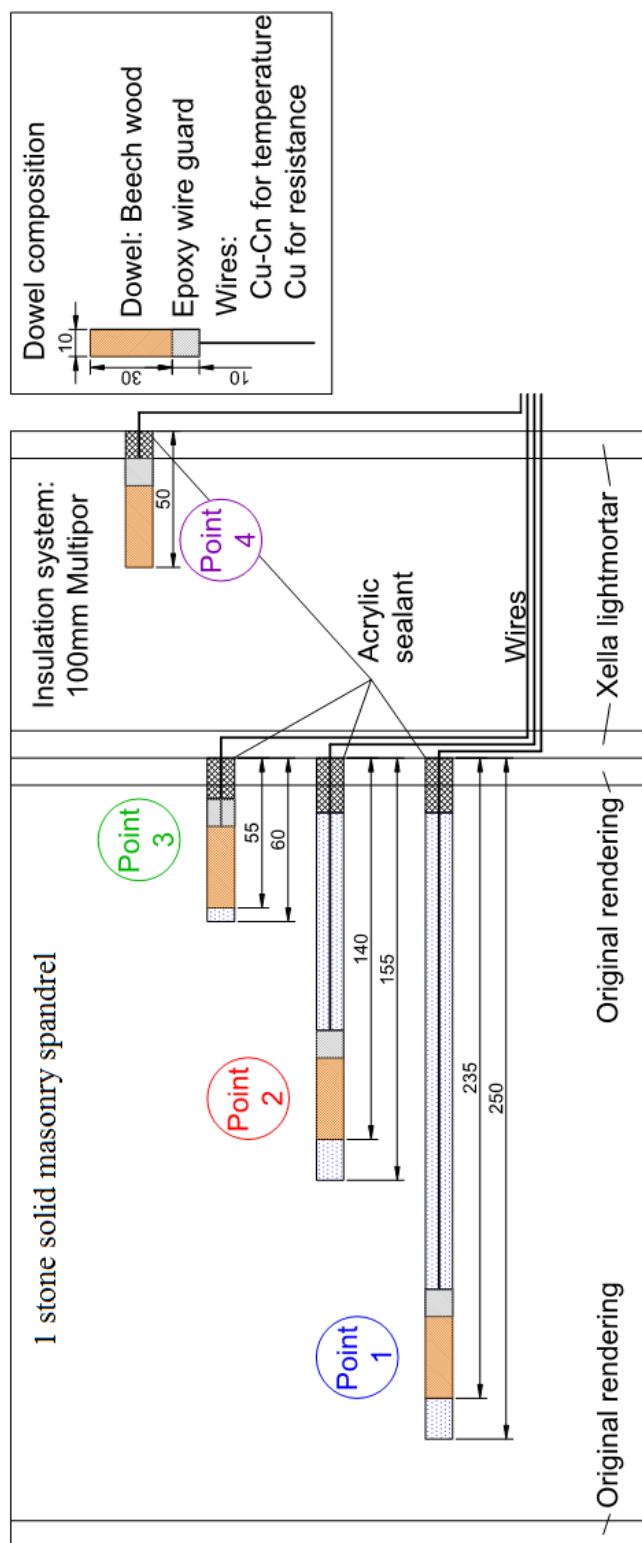 1 stone solid masonry spandrel
Insulation system:
100mm Multipor
Dowel composition
10
30
10
Dowel: Beech wood
Epoxy wire guard
Wires:
Cu-Cn for temperature
Cu for resistance
Point
1
Point
2
Point
3
Point
4
50
55
60
140
155
235
250
Acrylic
sealant
Wires
Original rendering
Original rendering
Xella lightmortar